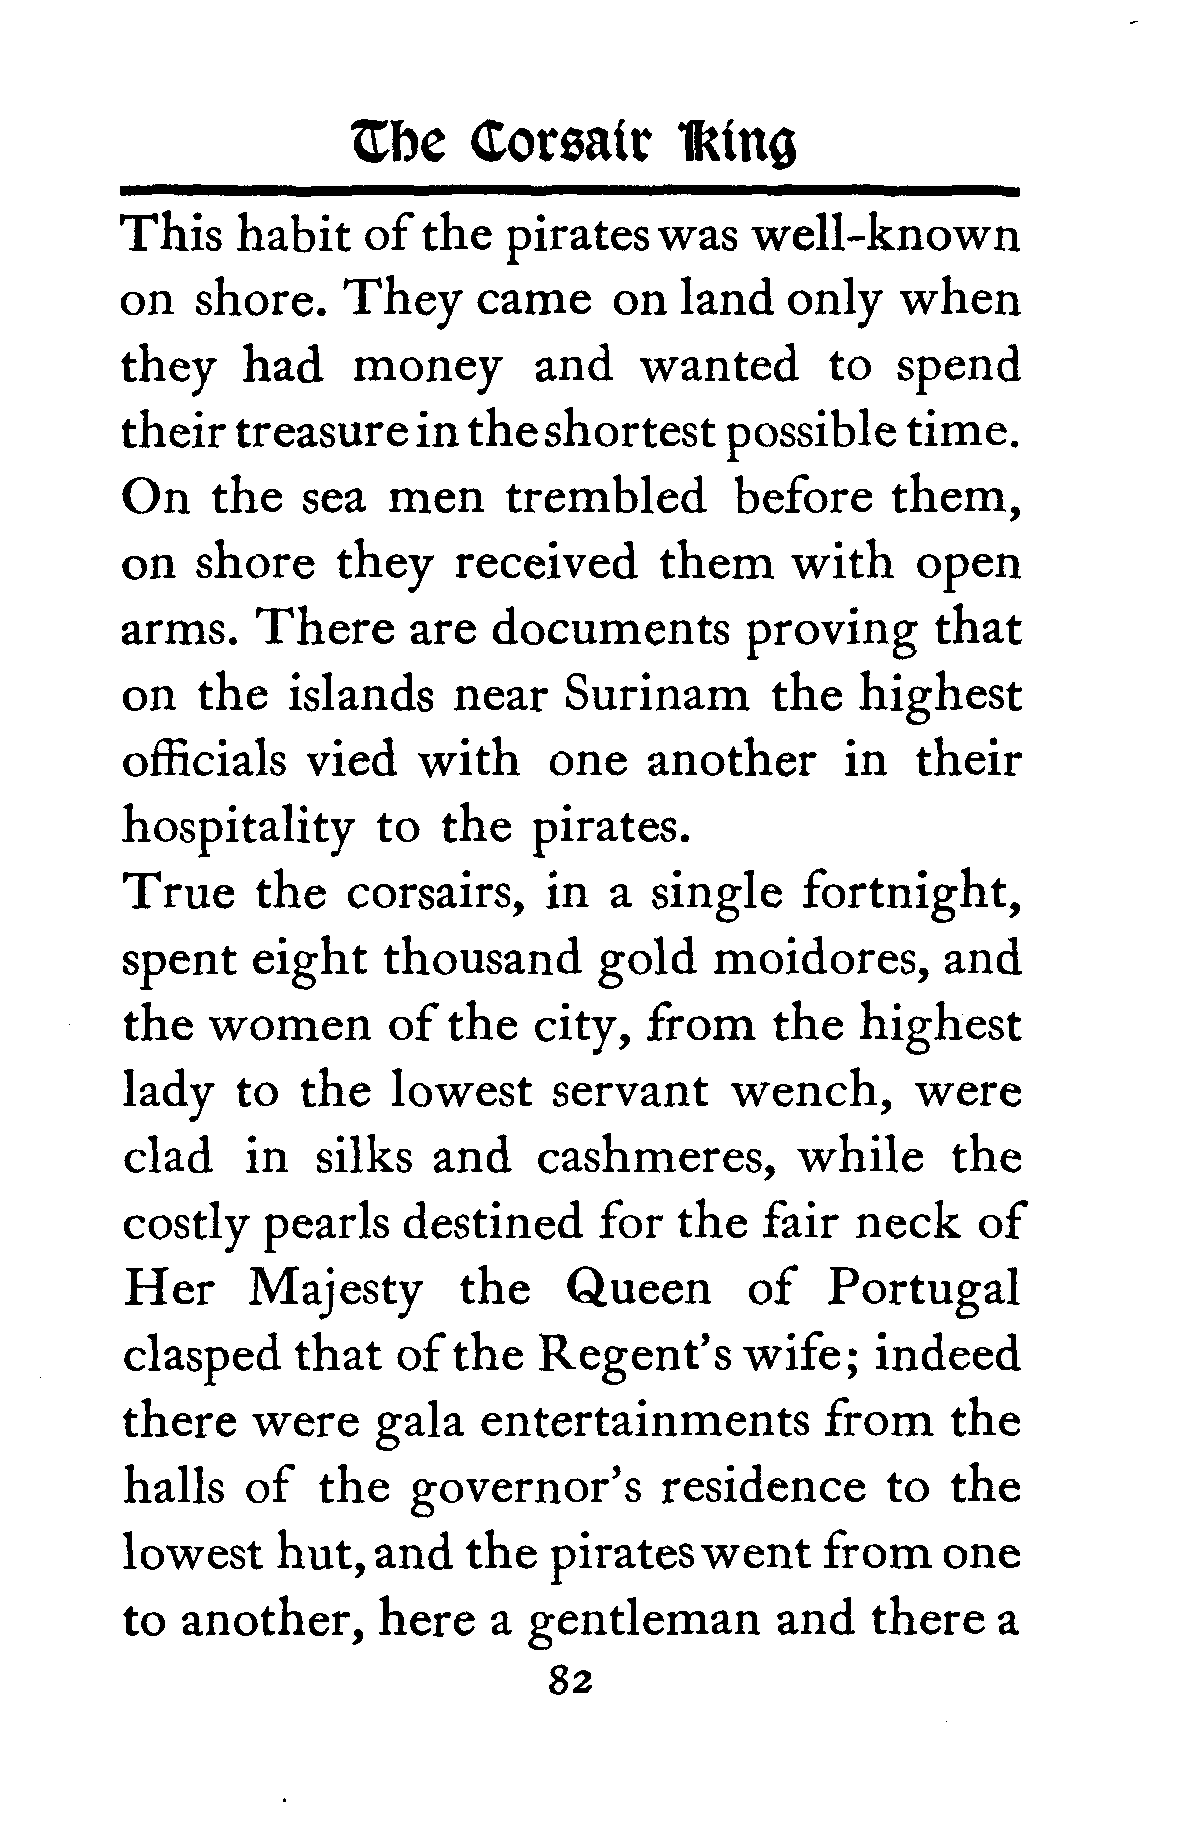 The Corsair King
This habit of the pirates was well-known
on shore. They came on land only when
they had money and wanted to spend
their treasure in the shortest possible time.
On the sea men trembled before them,
on shore they received them with open
arms. There are documents proving that
on the islands near Surinam the highest
officials vied with one another in their
hospitality to the pirates.
True the corsairs, in a single fortnight,
spent eight thousand gold moidores, and
the women of the city, from the highest
lady to the lowest servant wench, were
clad in silks and cashmeres, while the
costly pearls destined for the fair neck of
Her Majesty the Queen of Portugal
clasped that of the Regent's wife; indeed
there were gala entertainments from the
halls of the governor's residence to the
lowest hut, and the pirates went from one
to another, here a gentleman and there a
82